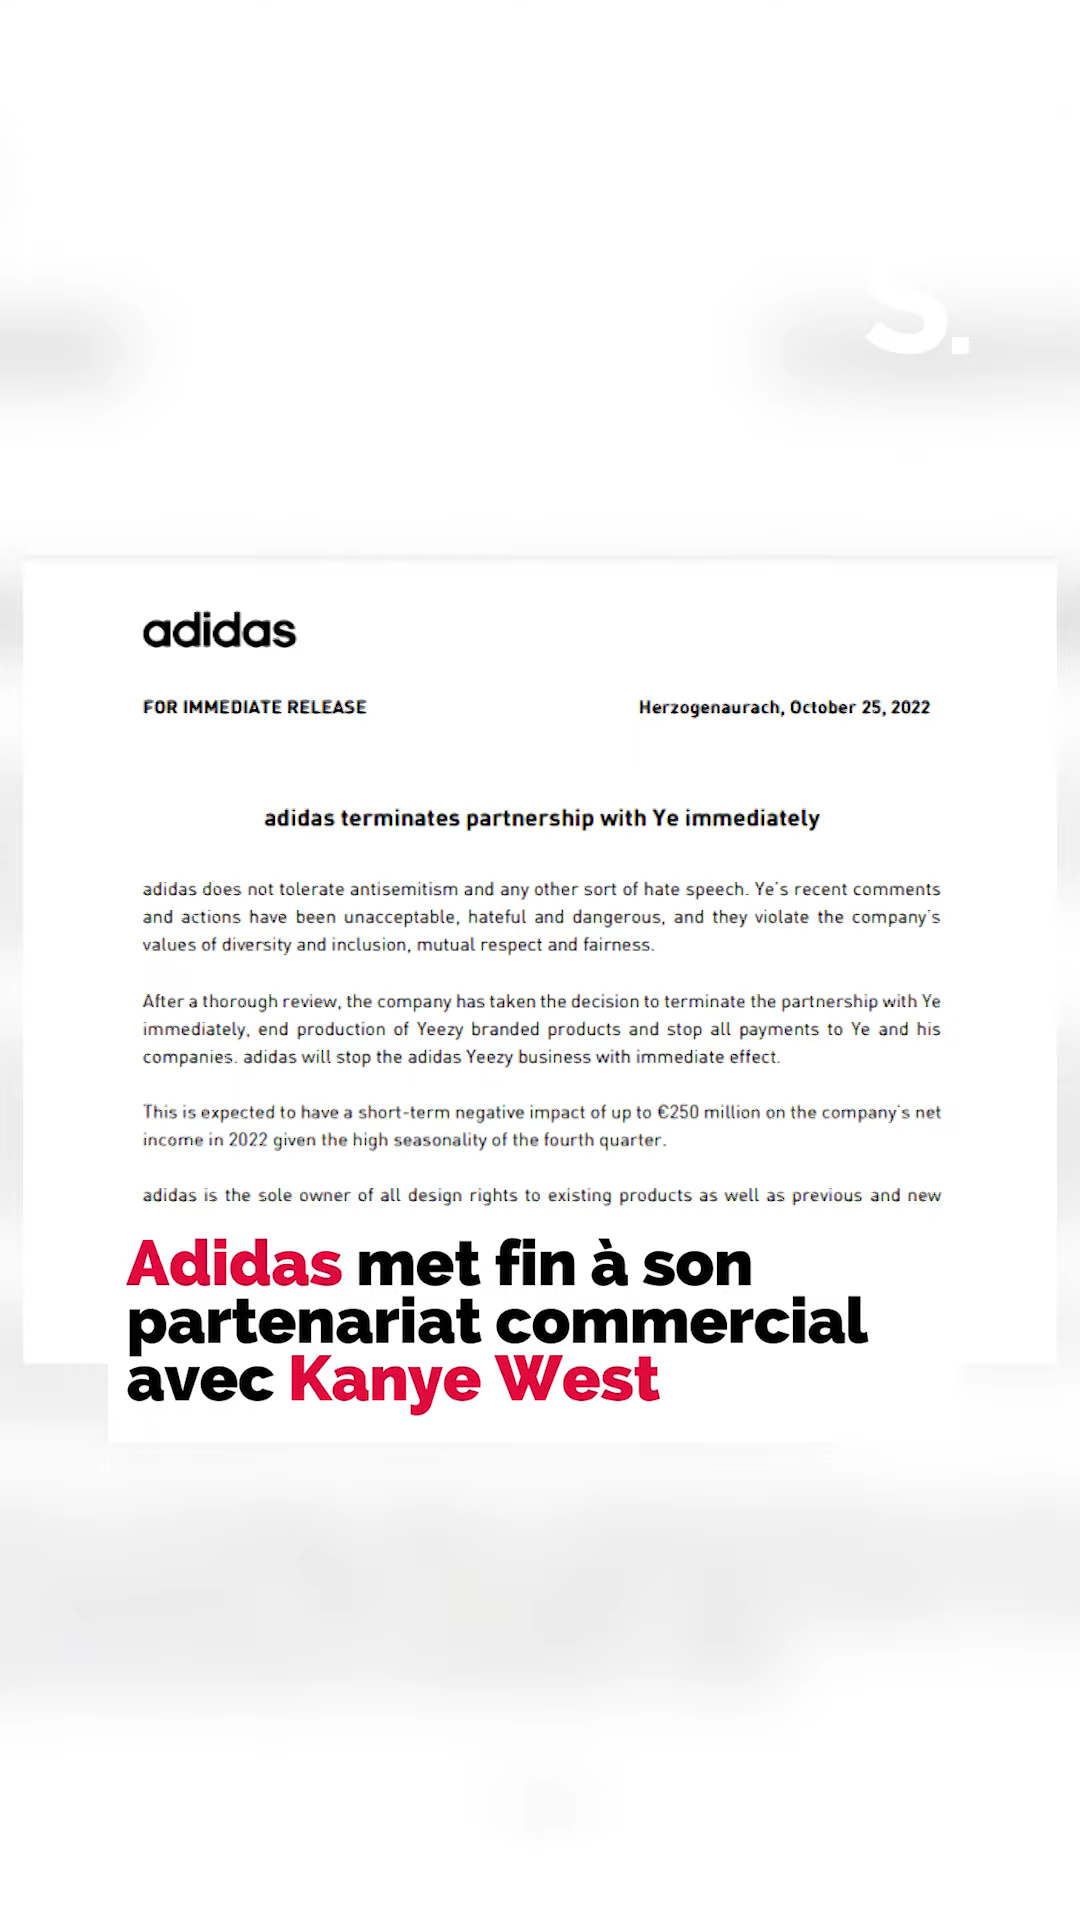 S.
adidas
FOR IMMEDIATE RELEASE Herzogenaurach, October 25, 2022
adidas terminates partnership with Ye immediately
adidas does not tolerate antisemitism and any other sort of hate speech. Ye's recent comments
and actions have been unacceptable, hateful and dangerous, and they violate the company's
values of diversity and inclusion, mutual respect and fairness.
After a thorough review, the company has taken the decision to terminate the partnership with Ye
immediately, end production of Yeezy branded products and stop all payments to Ye and his
companies. adidas will stop the adidas Yeezy business with immediate effect.
This is expected to have a short-term negative impact of up to €250 million on the company's net
income in 2022 given the high seasonality of the fourth quarter.
adidas is the sole owner of all design rights to existing products as well as previous and new
Adidas met fin à son
partenariat commercial
avec Kanye West